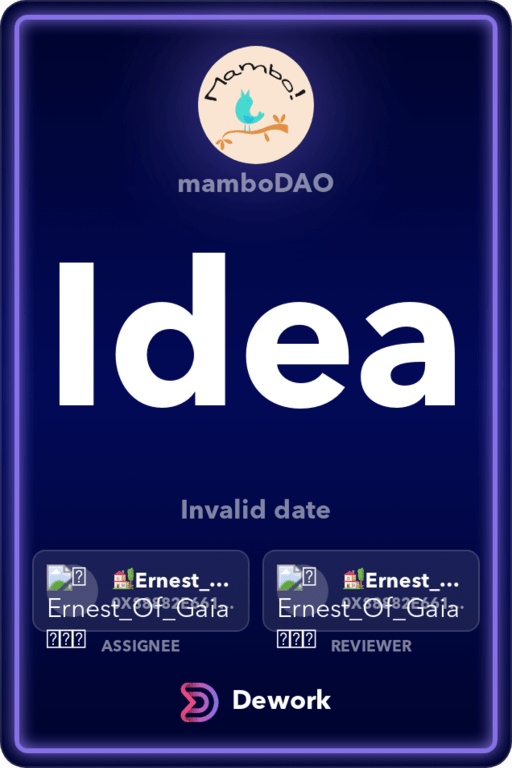 Mambo!
mamboDAO
Idea
Invalid date
🏡Ernest_...
Ernest_Of_Gaia
ASSIGNEE
🏡Ernest_...
Ernest_Of_Gaia
REVIEWER
Dework